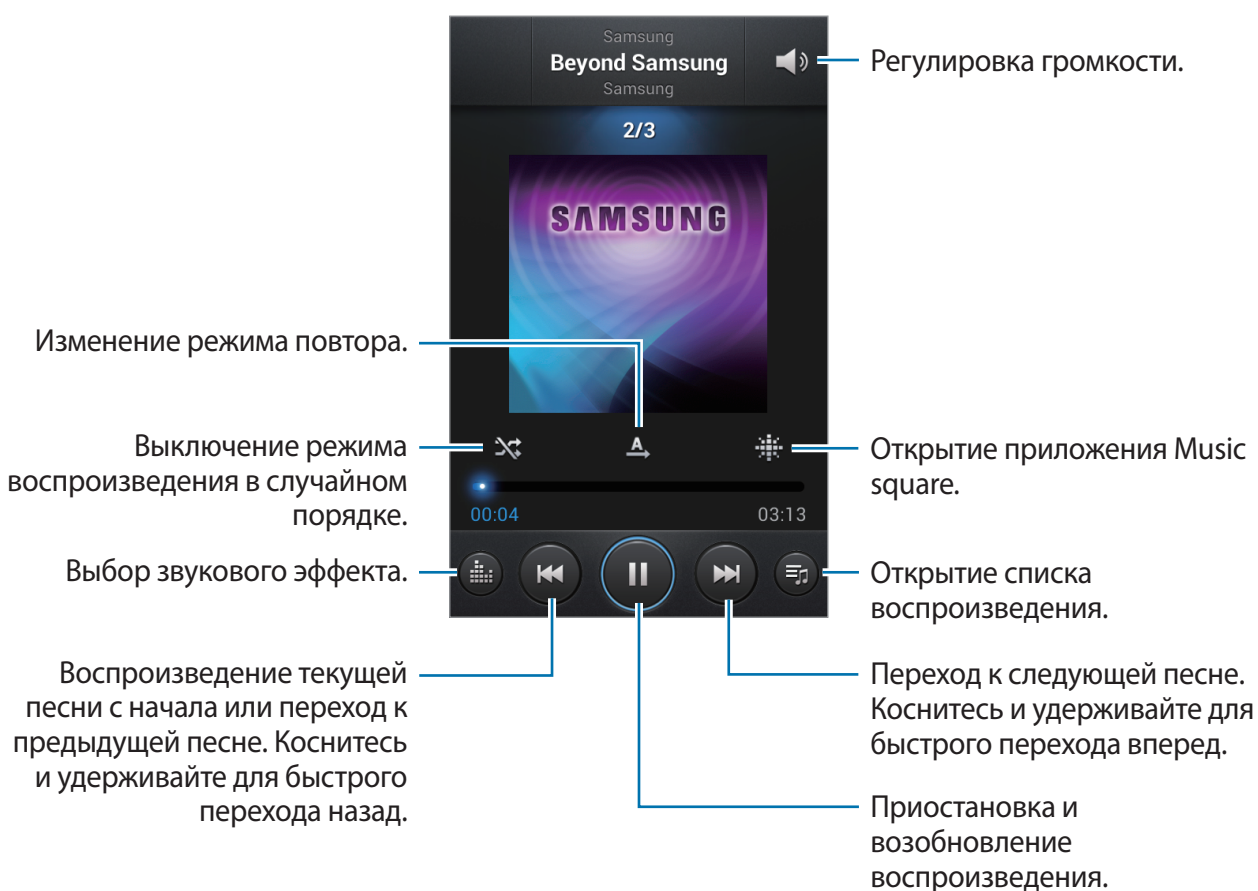 Samsung
Beyond Samsung
Samsung
Регулировка громкости.
2/3
SAMSUNG
Изменение режима повтора.
A
Выключение режима
воспроизведения в случайном
порядке.
Открытие приложения Music
square.
00:04
03:13
Выбор звукового эффекта.
Открытие списка
воспроизведения.
Воспроизведение текущей
песни с начала или переход к
предыдущей песне. Коснитесь
и удерживайте для быстрого
перехода назад.
Переход к следующей песне.
Коснитесь и удерживайте для
быстрого перехода вперед.
Приостановка и
возобновление
воспроизведения.